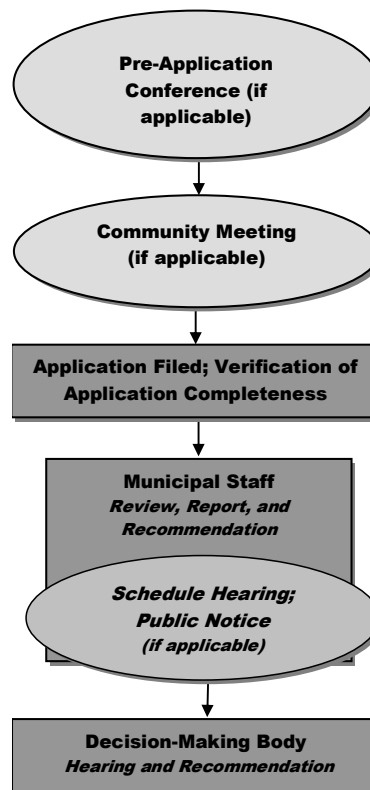 Pre-Application
Conference (if
applicable)
Community Meeting
(if applicable)
Application Filed; Verification of
Application Completeness
Municipal Staff
Review, Report, and
Recommendation
Schedule Hearing;
Public Notice
(if applicable)
Decision-Making Body
Hearing and Recommendation